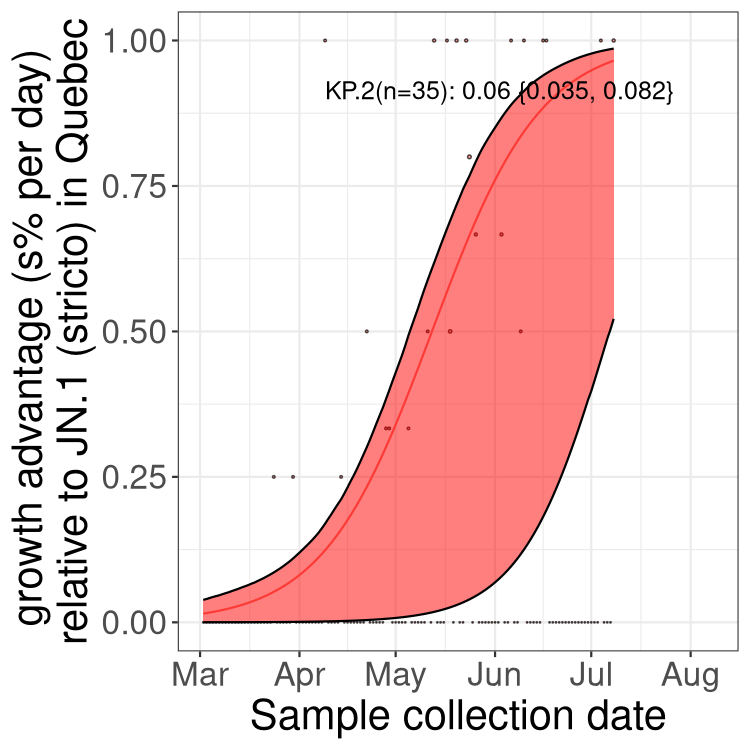 growth advantage (s% per day)
relative to JN.1 (stricto) in Quebec
1.00
0.75
0.50
0.25
0.00
KP.2(n=35): 0.06 {0.035, 0.082}
Mar Apr May Jun Jul Aug
Sample collection date